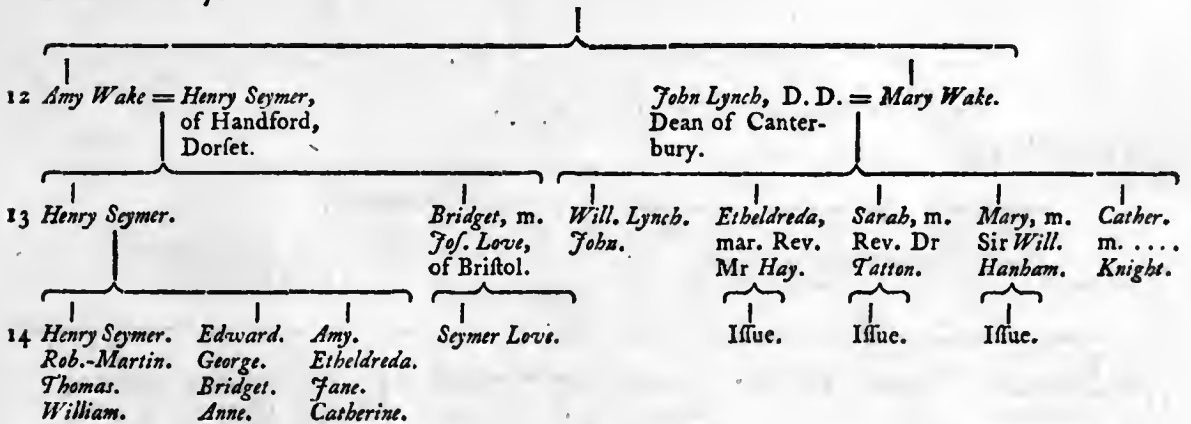 12 Amy Wake = Henry Seymer,
of Handford,
Dorſet.
John Lynch, D. D. = Mary Wake.
Dean of Canter-
bury.
13 Henry Seymer.
Bridget, m.
Joſ. Love,
of Briſtol.
Will. Lynch.
John.
Etheldreda,
mar. Rev.
Mr Hay.
Sarah, m.
Rev. Dr
Tatton.
Mary, m.
Sir Will.
Hanham.
Cather.
m. ....
Knight.
14 Henry Seymer.
Rob.-Martin.
Thomas.
William.
Edward.
George.
Bridget.
Anne.
Amy.
Etheldreda.
Jane.
Catherine.
Seymer Love.
Iſſue.
Iſſue.
Iſſue.